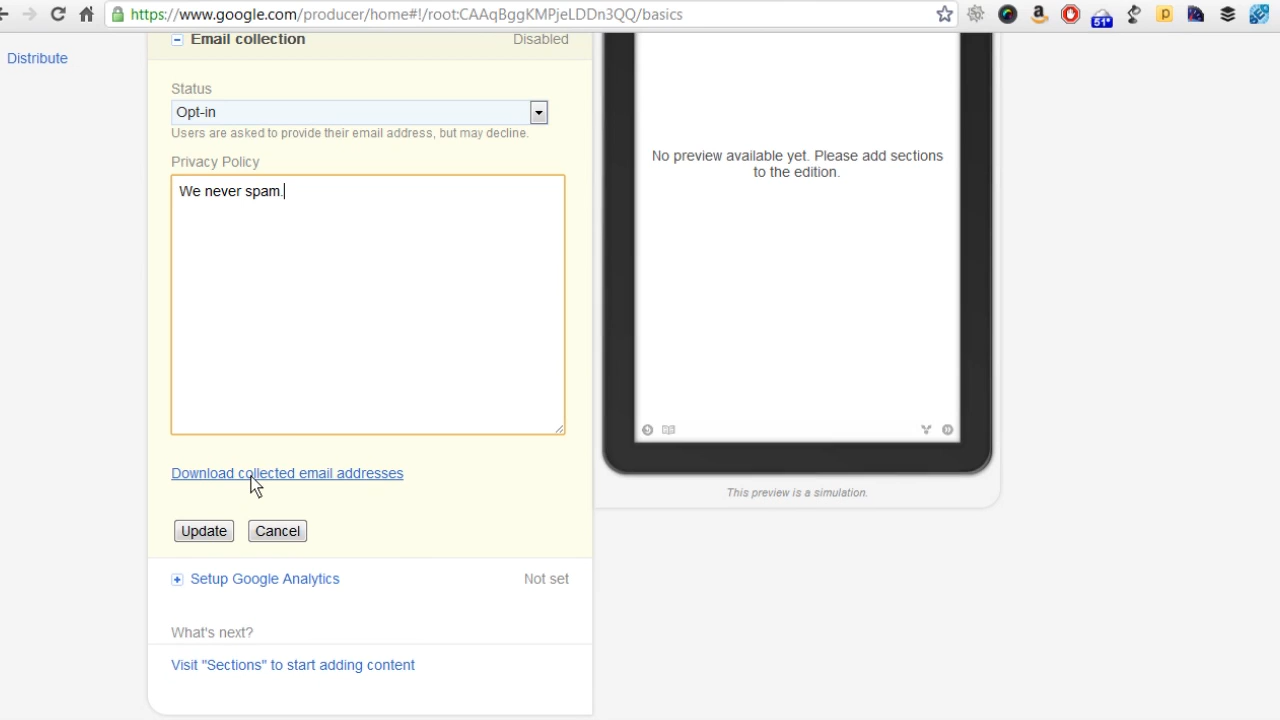 https://www.google.com/producer/home#!/root:CAAqBggKMPjeLDDn3QQ/basics
51°
Distribute
Email collection
Disabled
Status
Opt-in
Users are asked to provide their email address, but may decline.
Privacy Policy
We never spam.
Download collected email addresses
Update
Cancel
Setup Google Analytics
Not set
What's next?
Visit "Sections" to start adding content
No preview available yet. Please add sections
to the edition.
This preview is a simulation.